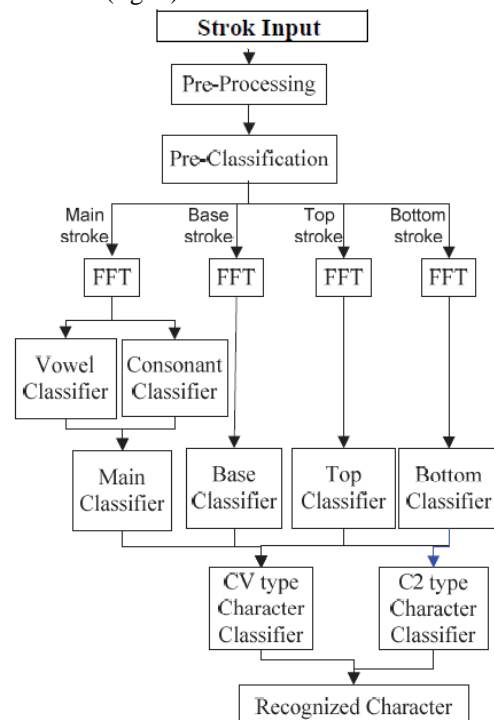 Strok Input
Pre-Processing
Pre-Classification
Main
stroke
Base
stroke
Top
stroke
Bottom
stroke
FFT
FFT
FFT
FFT
Vowel
Classifier
Consonant
Classifier
Main
Classifier
Base
Classifier
Top
Classifier
Bottom
Classifier
CV type
Character
Classifier
C2 type
Character
Classifier
Recognized Character